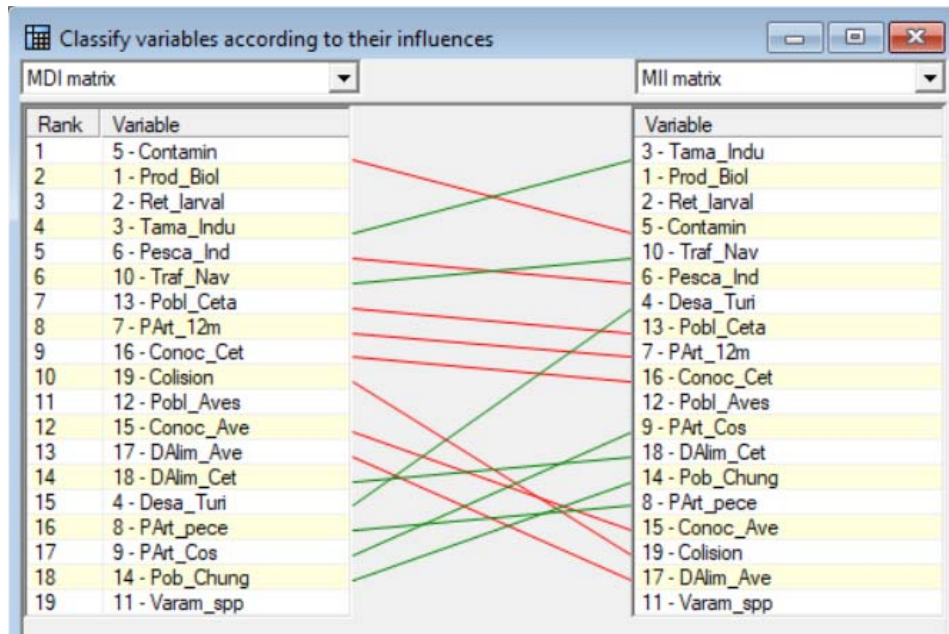 Classify variables according to their influences
MDI matrix MII matrix
Rank Variable Variable
1 5 - Contamin 3 - Tama_Indu
2 1 - Prod_Biol 1 - Prod_Biol
3 2 - Ret_larval 2 - Ret_larval
4 3 - Tama_Indu 5 - Contamin
5 6 - Pesca_Ind 10 - Traf_Nav
6 10 - Traf_Nav 6 - Pesca_Ind
7 13 - Pobl_Ceta 4 - Desa_Turi
8 7 - PArt_12m 13 - Pobl_Ceta
9 16 - Conoc_Cet 7 - PArt_12m
10 19 - Colision 16 - Conoc_Cet
11 12 - Pobl_Aves 12 - Pobl_Aves
12 15 - Conoc_Ave 9 - PArt_Cos
13 17 - DAlim_Ave 18 - DAlim_Cet
14 18 - DAlim_Cet 14 - Pob_Chung
15 4 - Desa_Turi 8 - PArt_pece
16 8 - PArt_pece 15 - Conoc_Ave
17 9 - PArt_Cos 19 - Colision
18 14 - Pob_Chung 17 - DAlim_Ave
19 11 - Varam_spp 11 - Varam_spp